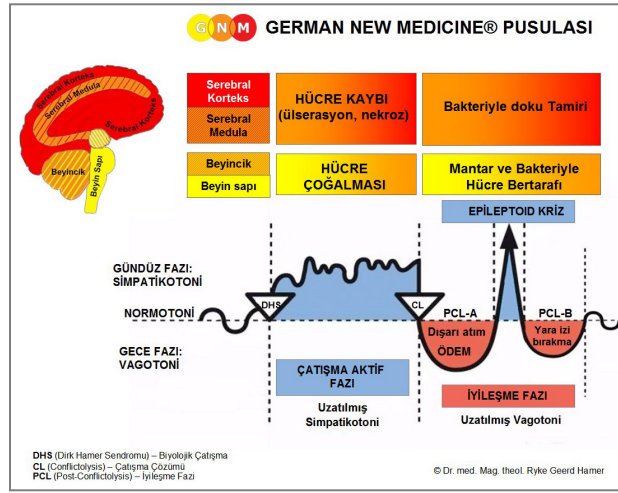 G N M GERMAN NEW MEDICINE® PUSULASI
Serebral Korteks
Serebral Medula
Serebral Korteks
Beyincik
Beyin Sapı
Serebral
Korteks
Serebral
Medula
HÜCRE KAYBI
(ülserasyon, nekroz)
Bakteriyle doku Tamiri
Beyincik
Beyin sapı
HÜCRE
ÇOĞALMASI
Mantar ve Bakteriyle
Hücre Bertarafı
EPİLEPTOID KRİZ
GÜNDÜZ FAZI:
SİMPATİKOTONİ
NORMOTONİ
GECE FAZI:
VAGOTONİ
DHS
CL
PCL-A
PCL-B
Dışarı atım
ÖDEM
Yara izi
bırakma
ÇATIŞMA AKTİF
FAZI
Uzatılmış
Simpatikotoni
İYİLEŞME FAZI
Uzatılmış Vagotoni
DHS (Dirk Hamer Sendromu) – Biyolojik Çatışma
CL (Conflictolysis) – Çatışma Çözümü
PCL (Post-Conflictolysis) – İyileşme Fazi
© Dr. med. Mag. theol. Ryke Geerd Hamer